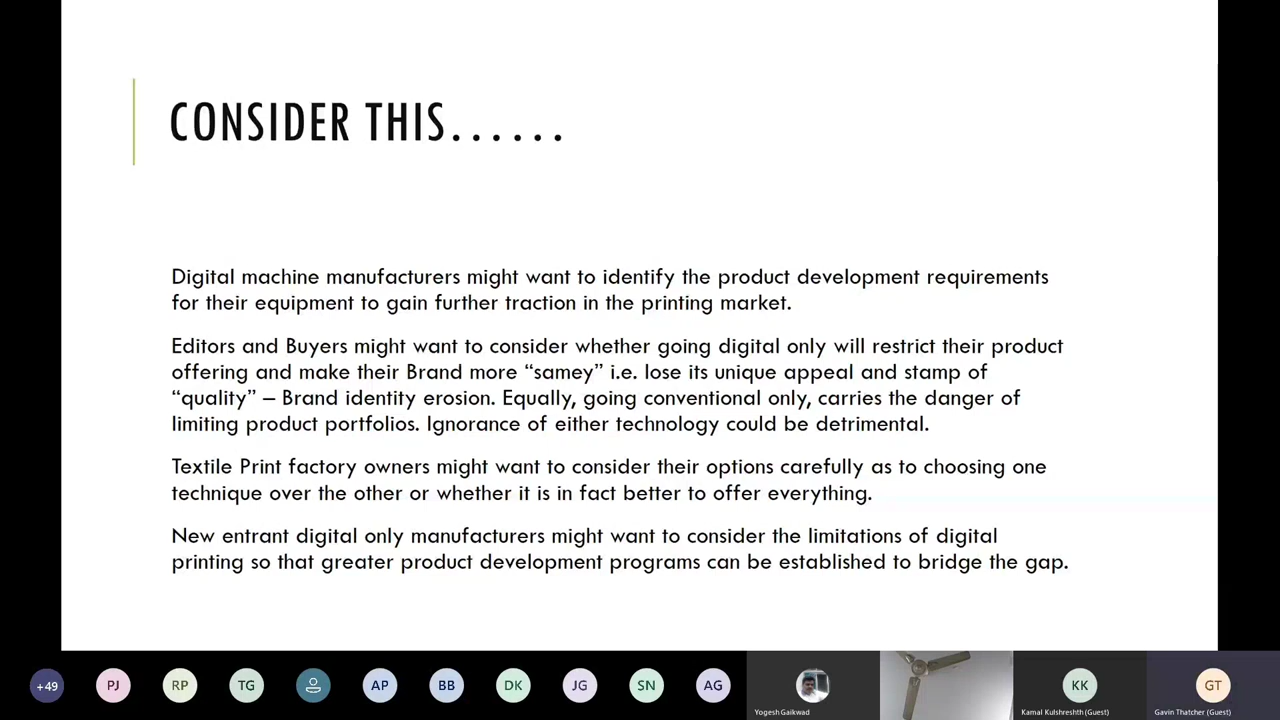 CONSIDER THIS......
Digital machine manufacturers might want to identify the product development requirements
for their equipment to gain further traction in the printing market.
Editors and Buyers might want to consider whether going digital only will restrict their product
offering and make their Brand more “samey” i.e. lose its unique appeal and stamp of
“quality” – Brand identity erosion. Equally, going conventional only, carries the danger of
limiting product portfolios. Ignorance of either technology could be detrimental.
Textile Print factory owners might want to consider their options carefully as to choosing one
technique over the other or whether it is in fact better to offer everything.
New entrant digital only manufacturers might want to consider the limitations of digital
printing so that greater product development programs can be established to bridge the gap.
+49 PJ RP TG AP BB DK JG SN AG KK GT
Yogesh Gaikwad Kamal Kulshreshth (Guest) Gavin Thatcher (Guest)